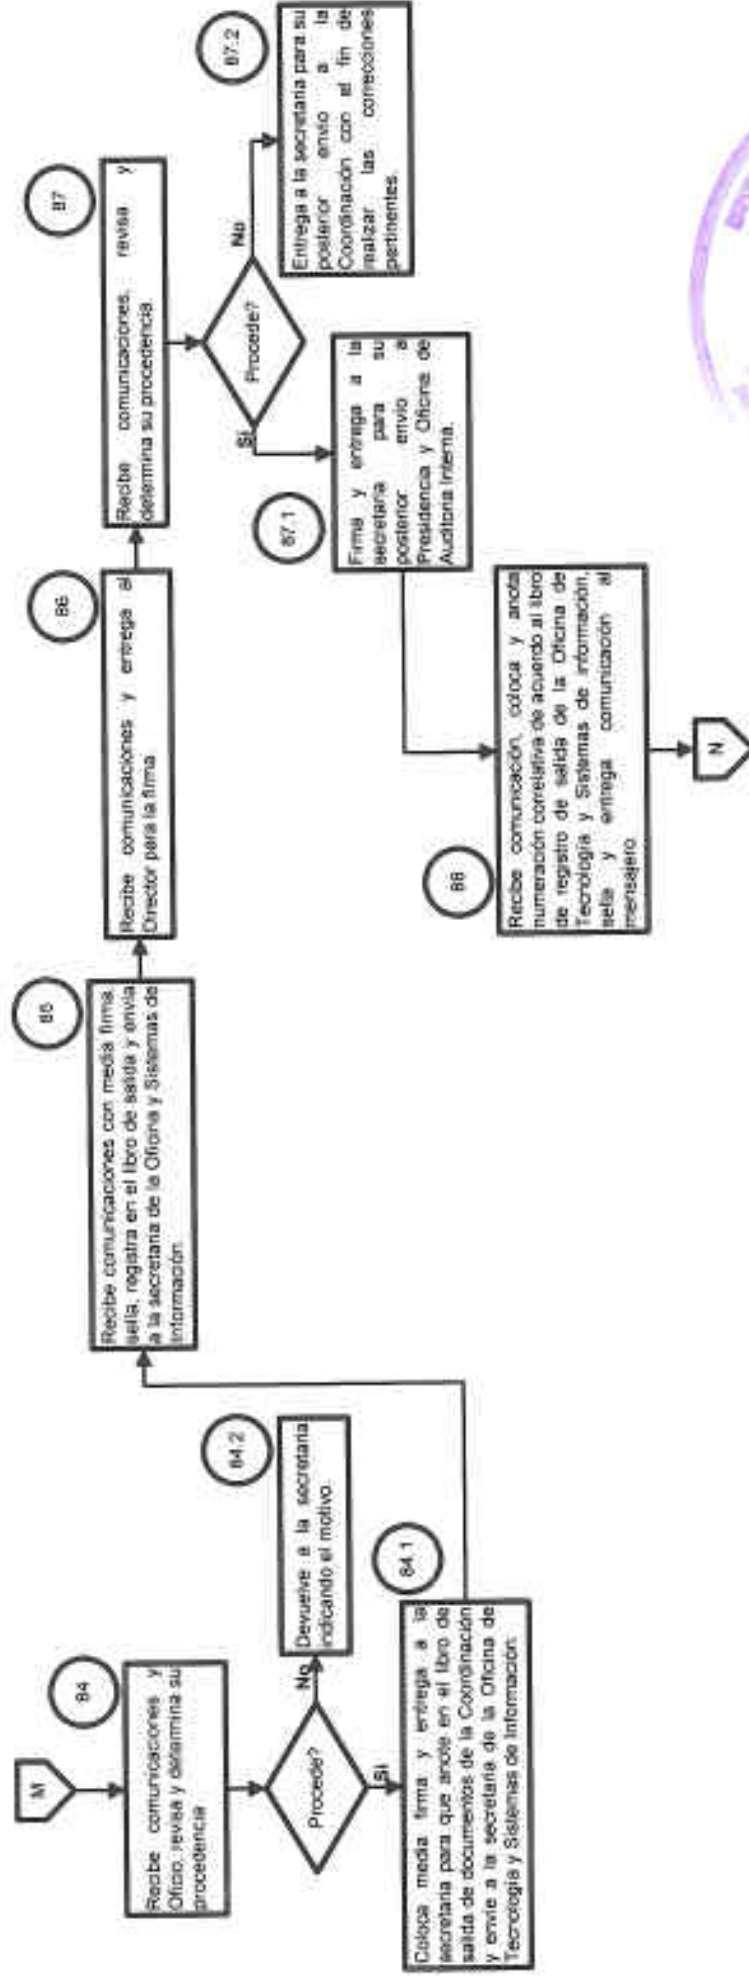 M
84
Recibe comunicaciones y
Oficio, revisa y determina su
procedencia
Procede?
No
84.2
Devuelve a la secretaria
indicando el motivo.
Si
84.1
Coloca media firma y entrega a la
secretaria para que anote en el libro de
salida de documentos de la Coordinación
y envíe a la secretaria de la Oficina de
Tecnología y Sistemas de Información.
85
Recibe comunicaciones con media firma,
sella, registra en el libro de salida y envía
a la secretaria de la Oficina y Sistemas de
Información.
86
Recibe comunicaciones y entrega al
Director para la firma
87
Recibe comunicaciones, revisa y
determina su procedencia.
Procede?
No
87.2
Entrega a la secretaria para su
posterior envío a la
Coordinación con el fin de
realizar las correcciones
pertinentes.
Si
87.1
Firma y entrega a la
secretaria para su
posterior envío a
Presidencia y Oficina de
Auditoria Interna.
88
Recibe comunicación, coloca y anota
numeración correlativa de acuerdo al libro
de registro de salida de la Oficina de
Tecnología y Sistemas de información,
sella y entrega comunicación al
mensajero.
N